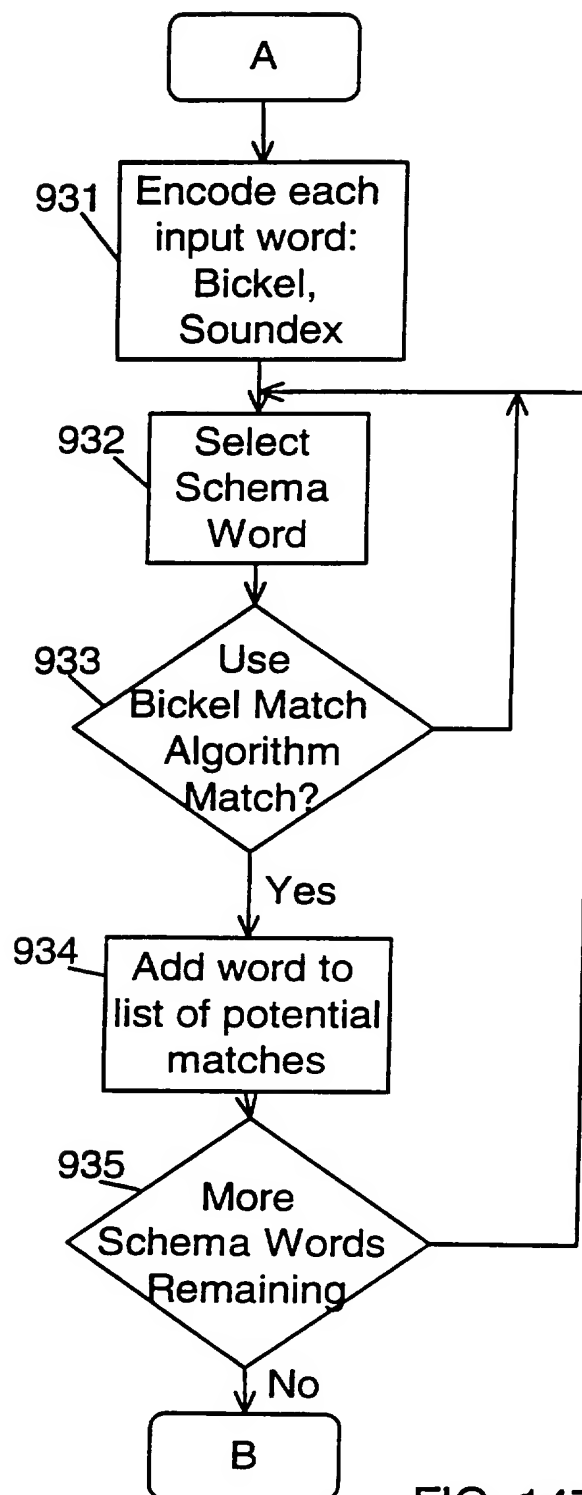 A
931
Encode each
input word:
Bickel,
Soundex
932
Select
Schema
Word
933
Use
Bickel Match
Algorithm
Match?
Yes
934
Add word to
list of potential
matches
935
More
Schema Words
Remaining
No
B